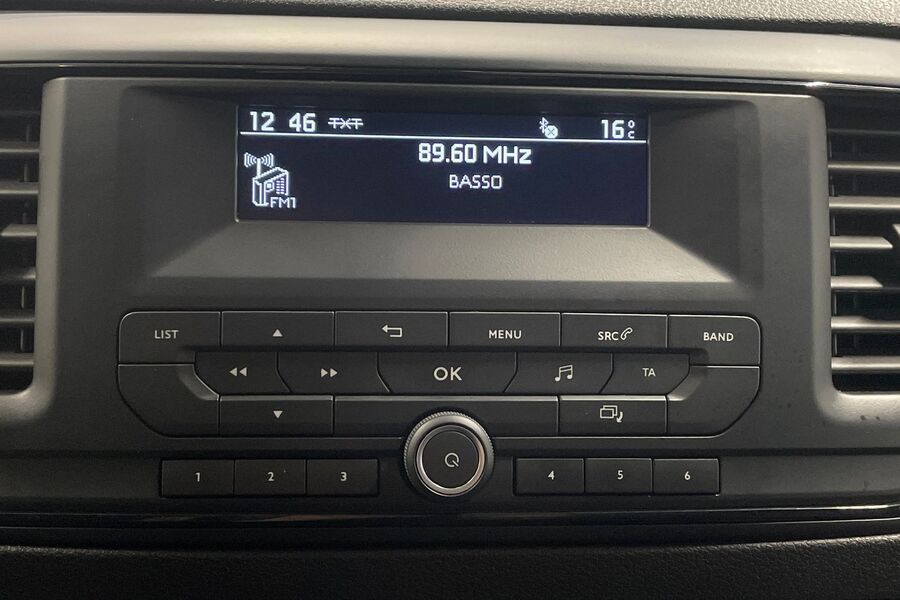 12 46 TXT 16°C
89.60 MHz
BASSO
FM1
LIST MENU SRC BAND
OK TA
1 2 3 4 5 6